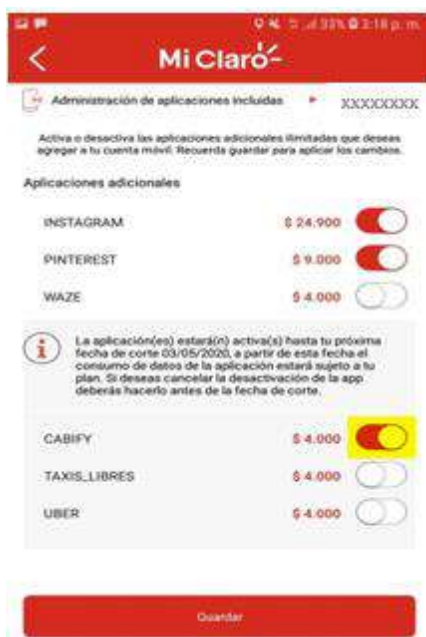 33% 2:18 p. m.
Mi Claro
Administración de aplicaciones incluidas XXXXXXXX
Activa o desactiva las aplicaciones adicionales ilimitadas que deseas
agregar a tu cuenta móvil. Recuerda guardar para aplicar los cambios.
Aplicaciones adicionales
INSTAGRAM $ 24.900
PINTEREST $ 9.000
WAZE $ 4.000
La aplicación(es) estará(n) activa(s) hasta tu próxima
fecha de corte 03/05/2020, a partir de esta fecha el
consumo de datos de la aplicación estará sujeto a tu
plan. Si deseas cancelar la desactivación de la app
deberás hacerlo antes de la fecha de corte.
CABIFY $ 4.000
TAXIS_LIBRES $ 4.000
UBER $ 4.000
Guardar